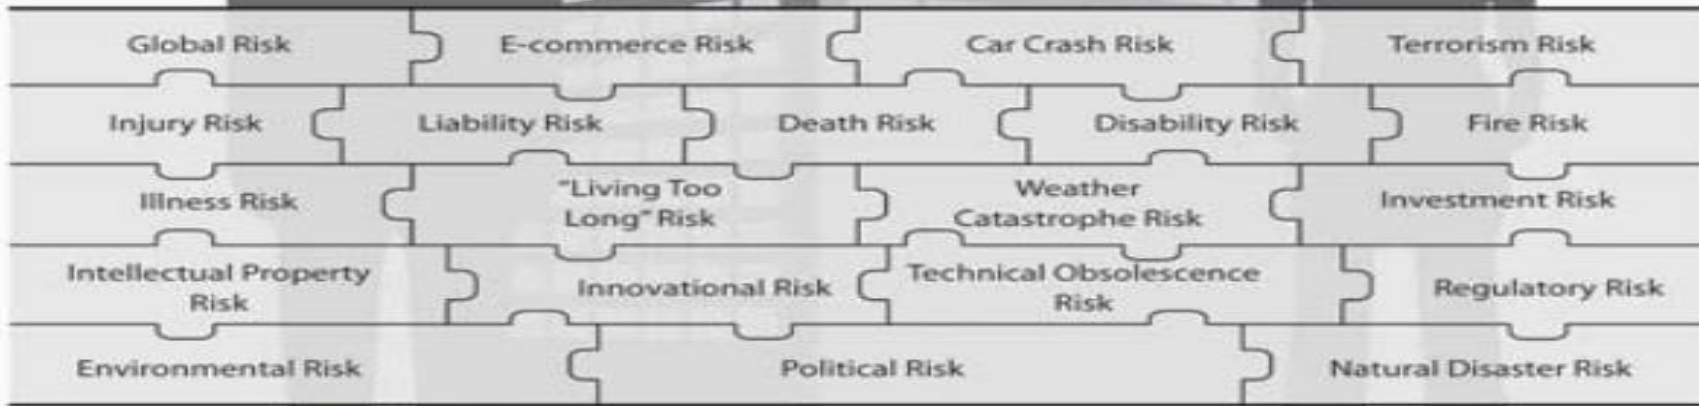 Global Risk
E-commerce Risk
Car Crash Risk
Terrorism Risk
Injury Risk
Liability Risk
Death Risk
Disability Risk
Fire Risk
Illness Risk
"Living Too
Long" Risk
Weather
Catastrophe Risk
Investment Risk
Intellectual Property
Risk
Innovational Risk
Technical Obsolescence
Risk
Regulatory Risk
Environmental Risk
Political Risk
Natural Disaster Risk